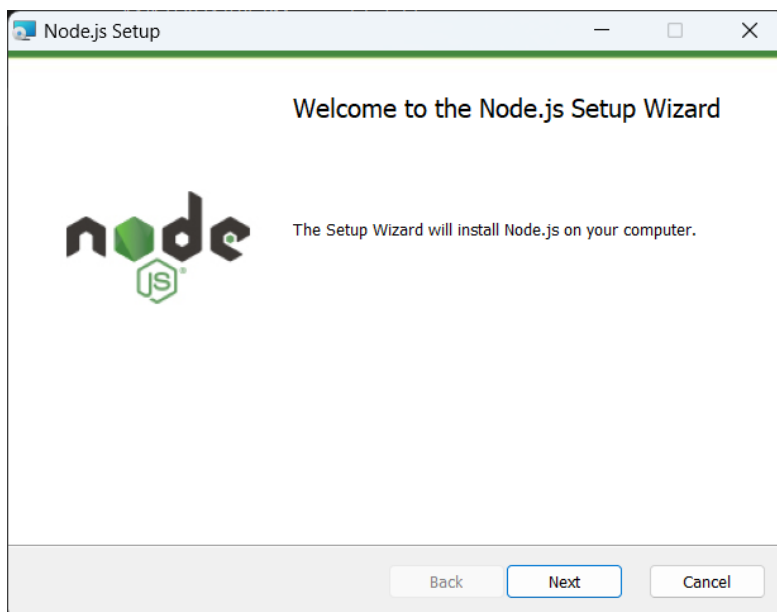 Node.js Setup
Welcome to the Node.js Setup Wizard
node
JS®
The Setup Wizard will install Node.js on your computer.
Back
Next
Cancel